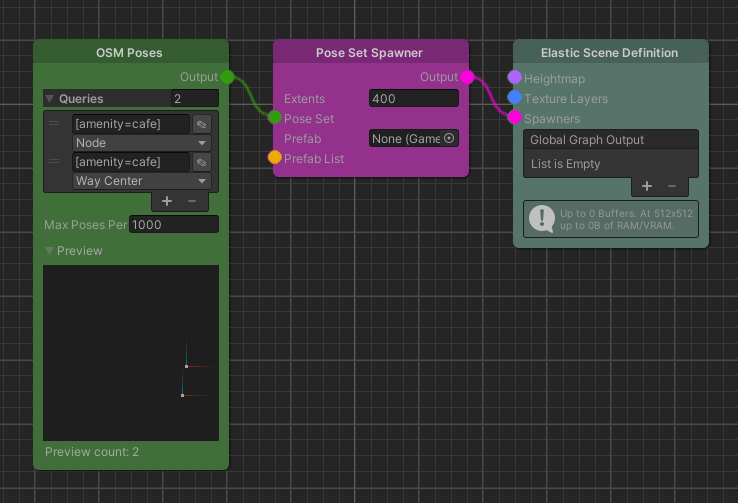 OSM Poses
Output
Queries
2
[amenity=cafe]
Node
[amenity=cafe]
Way Center
+ −
Max Poses Per
1000
Preview
Preview count: 2
Pose Set Spawner
Output
Extents
400
Pose Set
Prefab
None (Game
Prefab List
Elastic Scene Definition
Heightmap
Texture Layers
Spawners
Global Graph Output
List is Empty
+ −
Up to 0 Buffers. At 512x512
up to 0B of RAM/VRAM.